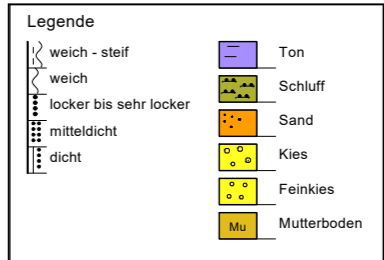 Legende
weich - steif
weich
locker bis sehr locker
mitteldicht
dicht
Ton
Schluff
Sand
Kies
Feinkies
Mu Mutterboden